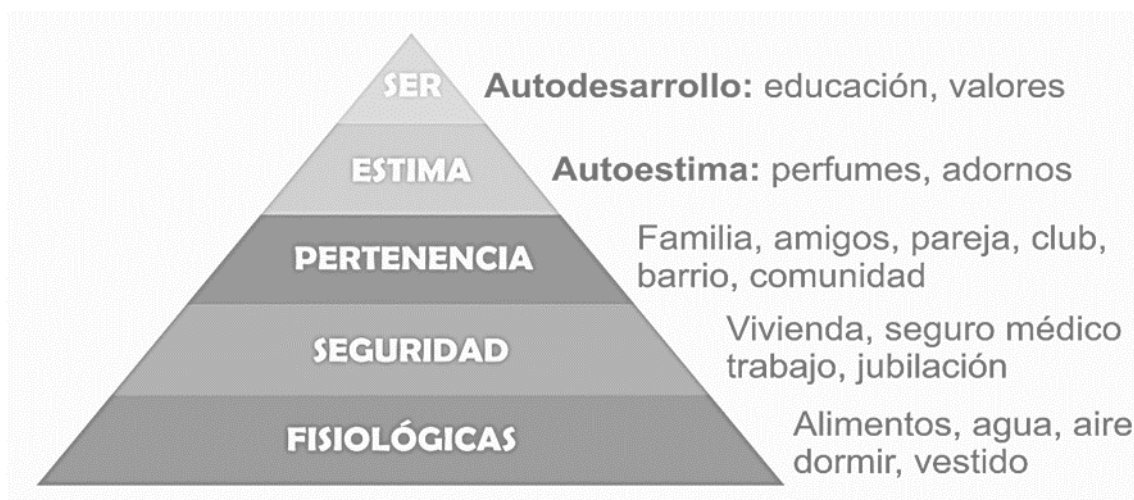 SER
Autodesarrollo: educación, valores
ESTIMA
Autoestima: perfumes, adornos
PERTENENCIA
Familia, amigos, pareja, club,
barrio, comunidad
SEGURIDAD
Vivienda, seguro médico
trabajo, jubilación
FISIOLÓGICAS
Alimentos, agua, aire
dormir, vestido